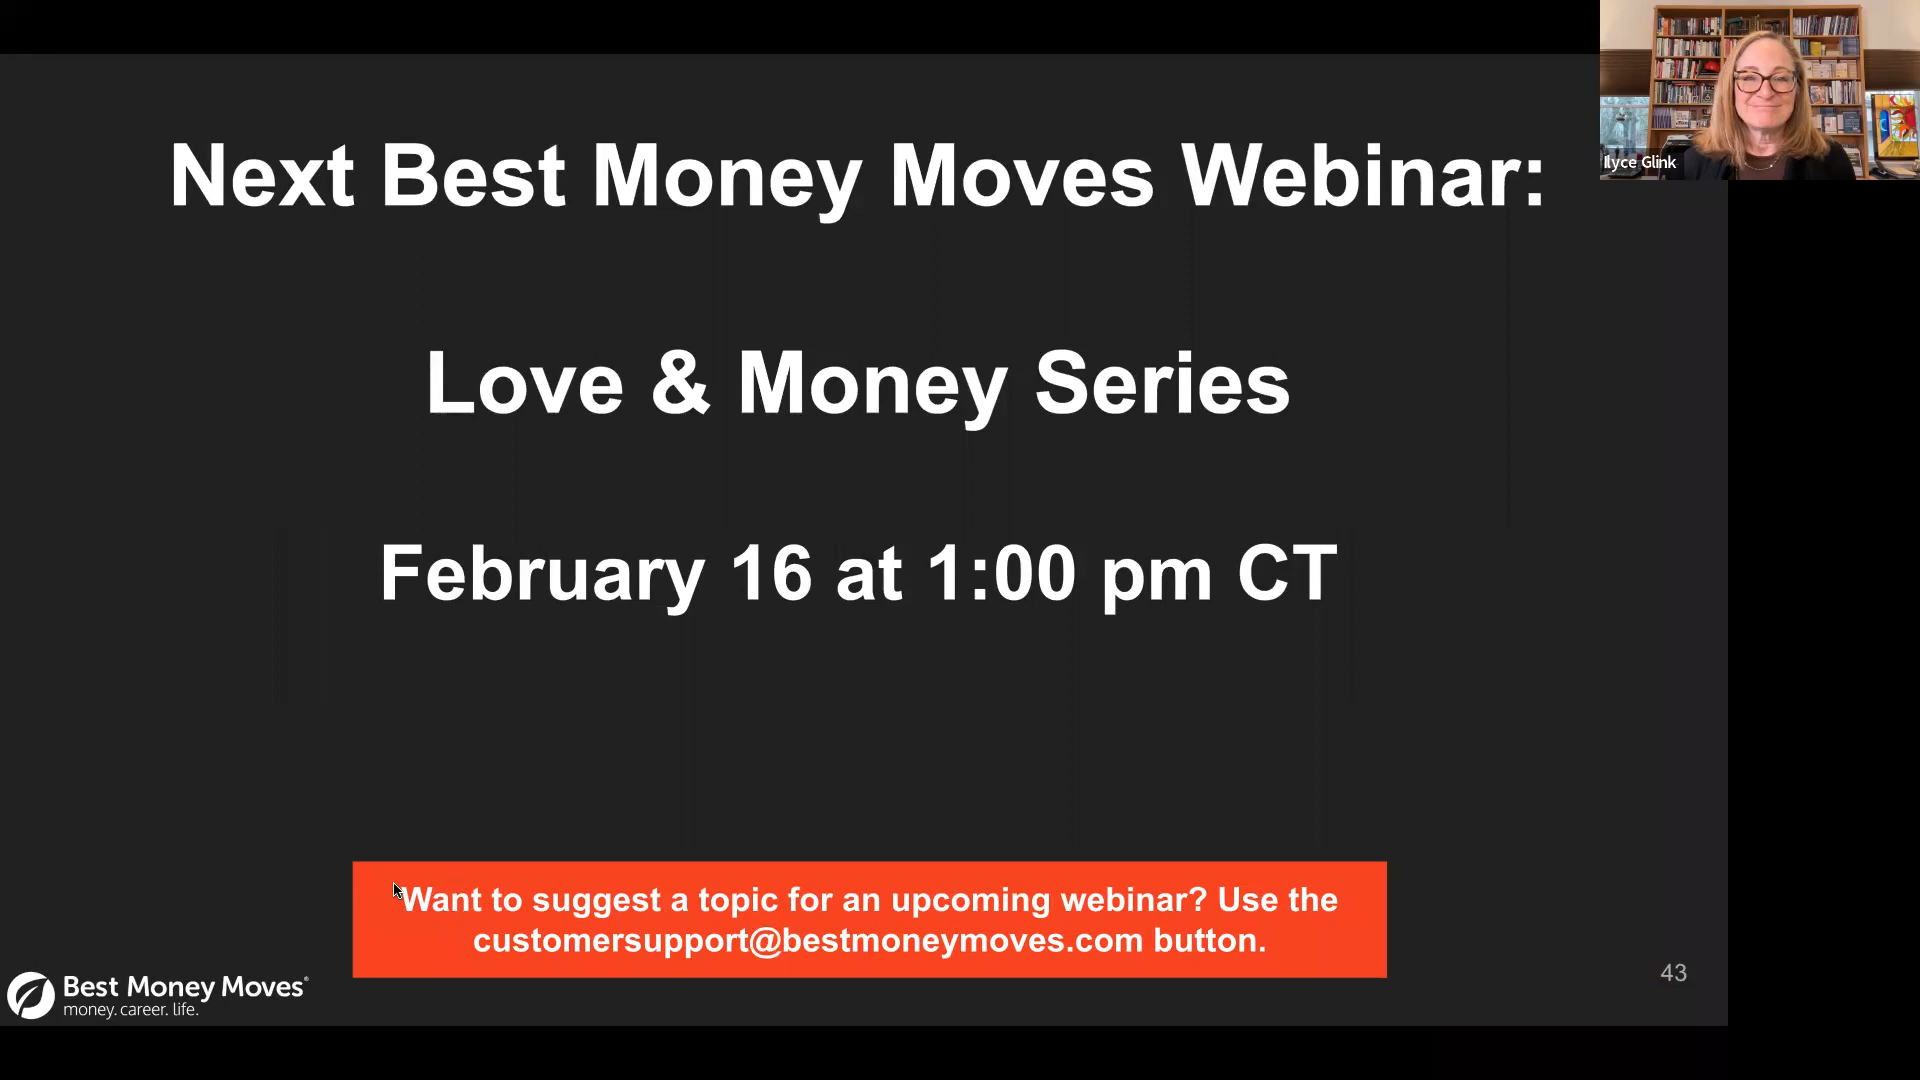 Next Best Money Moves Webinar:
Ilyce Glink
Love & Money Series
February 16 at 1:00 pm CT
Want to suggest a topic for an upcoming webinar? Use the
customersupport@bestmoneymoves.com button.
Best Money Moves®
money. career. life.
43